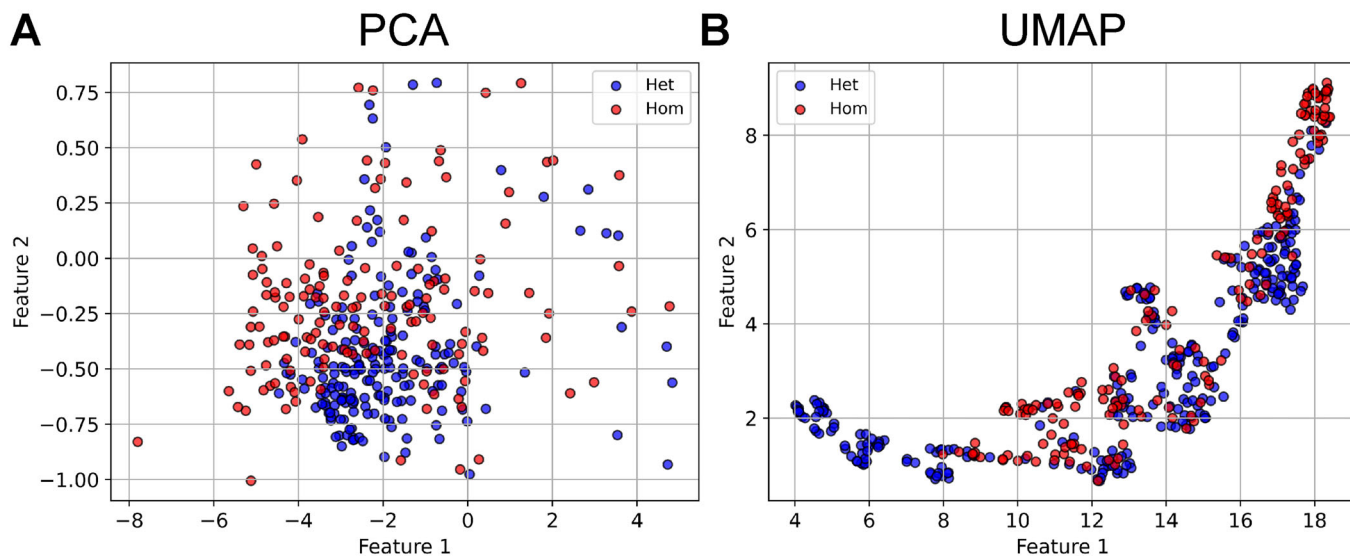 A PCA
Het
Hom
0.75
0.50
0.25
0.00
−0.25
−0.50
−0.75
−1.00
Feature 2
−8 −6 −4 −2 0 2 4
Feature 1
B UMAP
Het
Hom
8
6
4
2
Feature 2
4 6 8 10 12 14 16 18
Feature 1